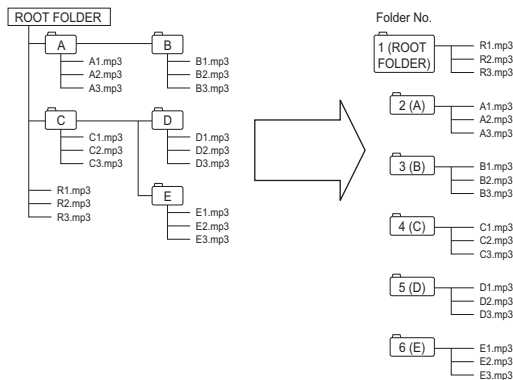 ROOT FOLDER
A
A1.mp3
A2.mp3
A3.mp3
B
B1.mp3
B2.mp3
B3.mp3
C
C1.mp3
C2.mp3
C3.mp3
D
D1.mp3
D2.mp3
D3.mp3
E
E1.mp3
E2.mp3
E3.mp3
R1.mp3
R2.mp3
R3.mp3
Folder No.
1 (ROOT
FOLDER)
R1.mp3
R2.mp3
R3.mp3
2 (A)
A1.mp3
A2.mp3
A3.mp3
3 (B)
B1.mp3
B2.mp3
B3.mp3
4 (C)
C1.mp3
C2.mp3
C3.mp3
5 (D)
D1.mp3
D2.mp3
D3.mp3
6 (E)
E1.mp3
E2.mp3
E3.mp3